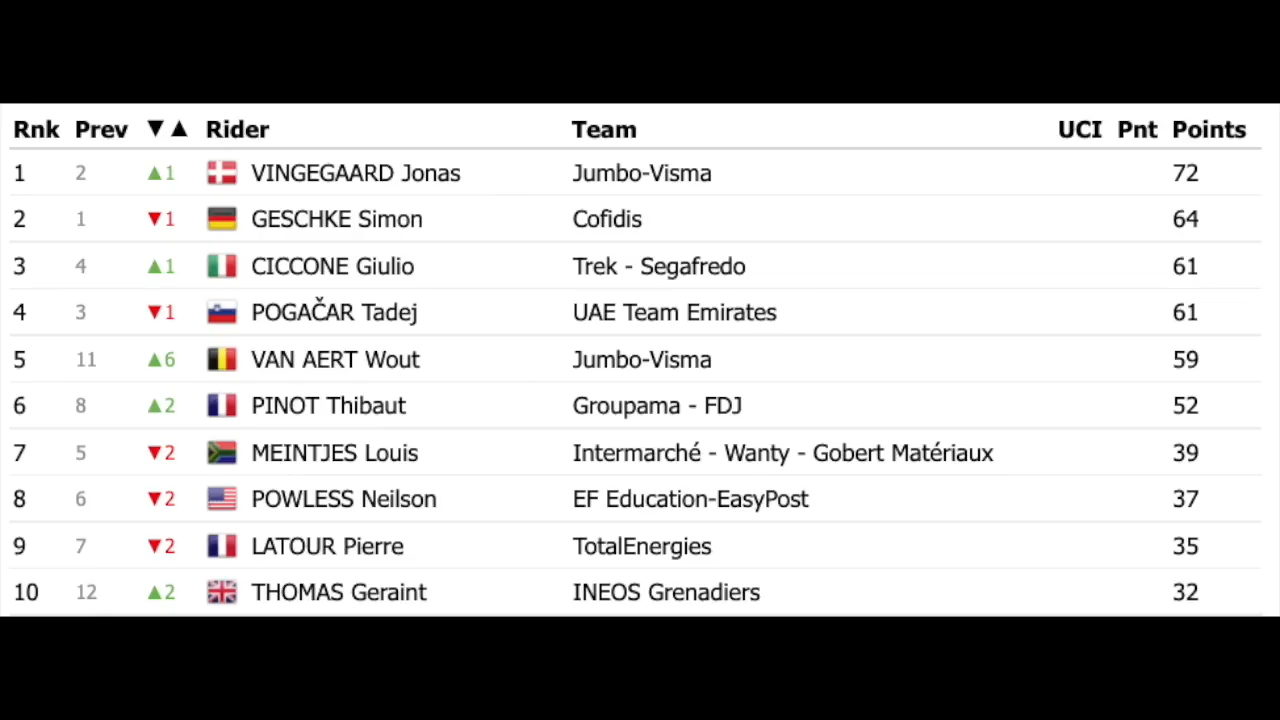 Rnk Prev ▼▲ Rider Team UCI Pnt Points
1 2 ▲1 VINGEGAARD Jonas Jumbo-Visma 72
2 1 ▼1 GESCHKE Simon Cofidis 64
3 4 ▲1 CICCONE Giulio Trek - Segafredo 61
4 3 ▼1 POGAČAR Tadej UAE Team Emirates 61
5 11 ▲6 VAN AERT Wout Jumbo-Visma 59
6 8 ▲2 PINOT Thibaut Groupama - FDJ 52
7 5 ▼2 MEINTJES Louis Intermarché - Wanty - Gobert Matériaux 39
8 6 ▼2 POWLESS Neilson EF Education-EasyPost 37
9 7 ▼2 LATOUR Pierre TotalEnergies 35
10 12 ▲2 THOMAS Geraint INEOS Grenadiers 32